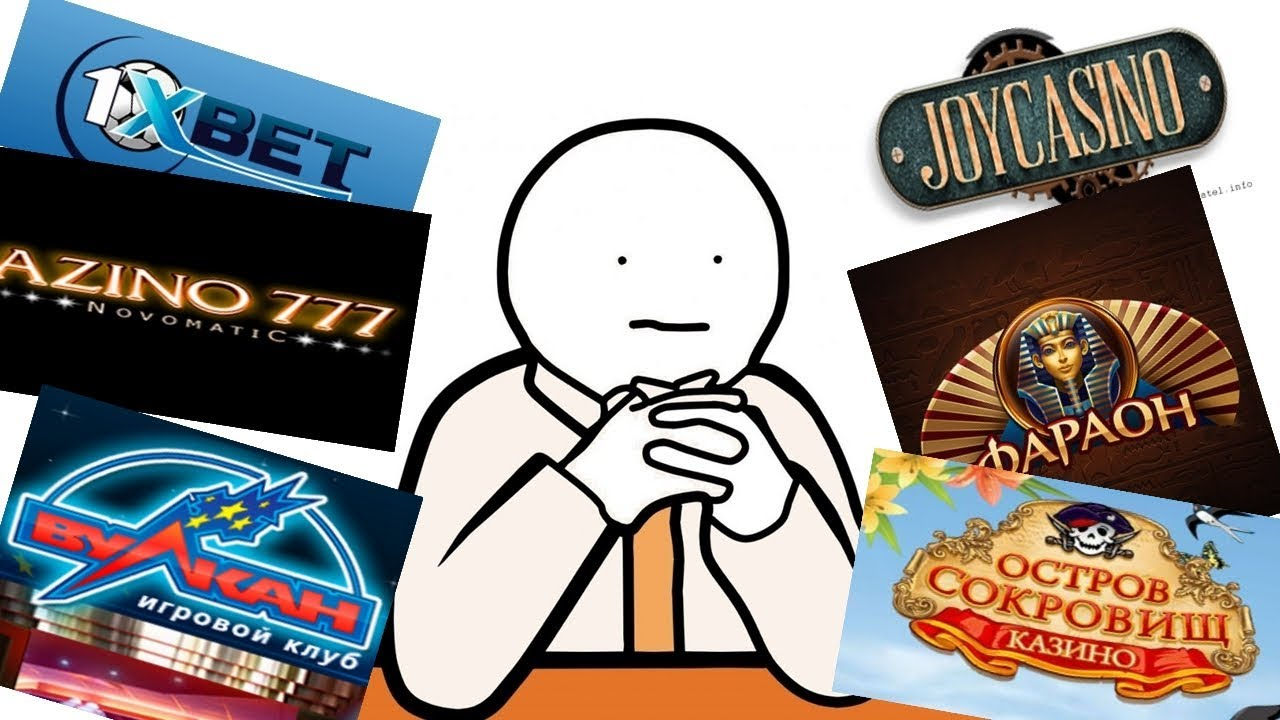 1XBET
AZINO 777
NOVOMATIC
ВУЛКАН
игровой клуб
JOYCASINO
ФАРАОН
ОСТРОВ
СОКРОВИЩ
КАЗИНО